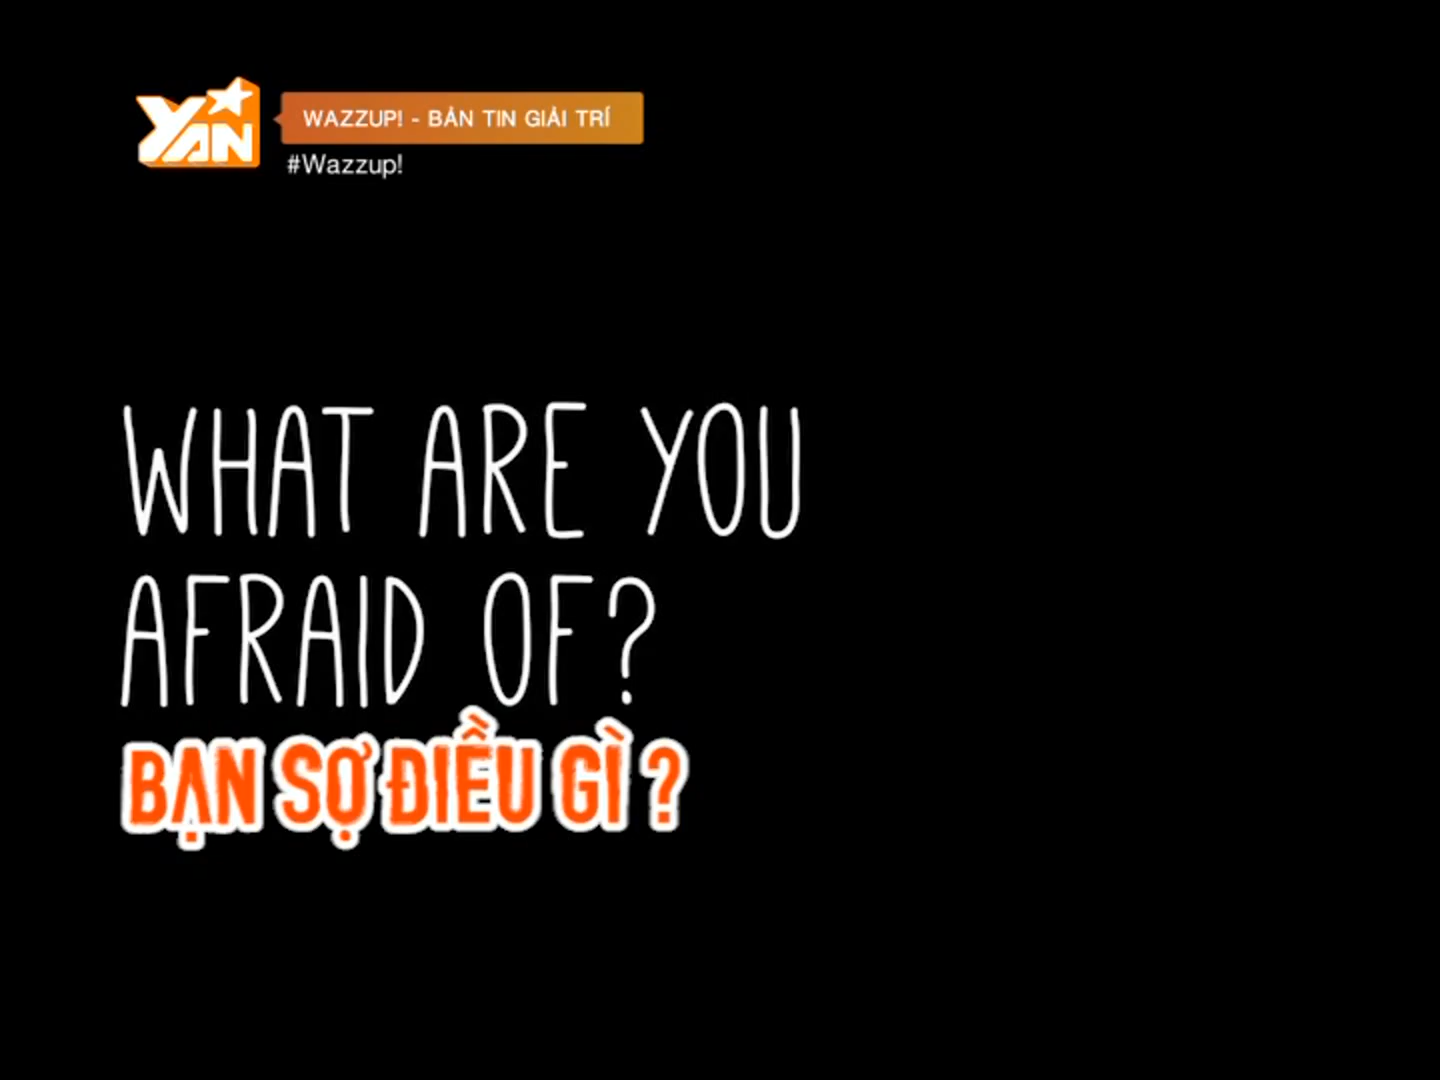 YAN
WAZZUP! - BẢN TIN GIẢI TRÍ
#Wazzup!
WHAT ARE YOU
AFRAID OF?
BẠN SỢ ĐIỀU GÌ ?